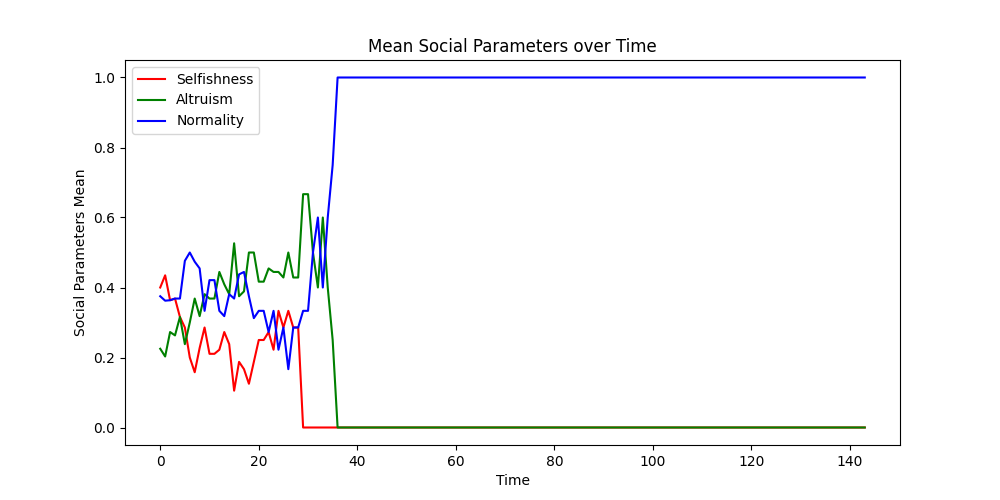 Mean Social Parameters over Time
Selfishness
Altruism
Normality
Social Parameters Mean
1.0
0.8
0.6
0.4
0.2
0.0
0 20 40 60 80 100 120 140
Time